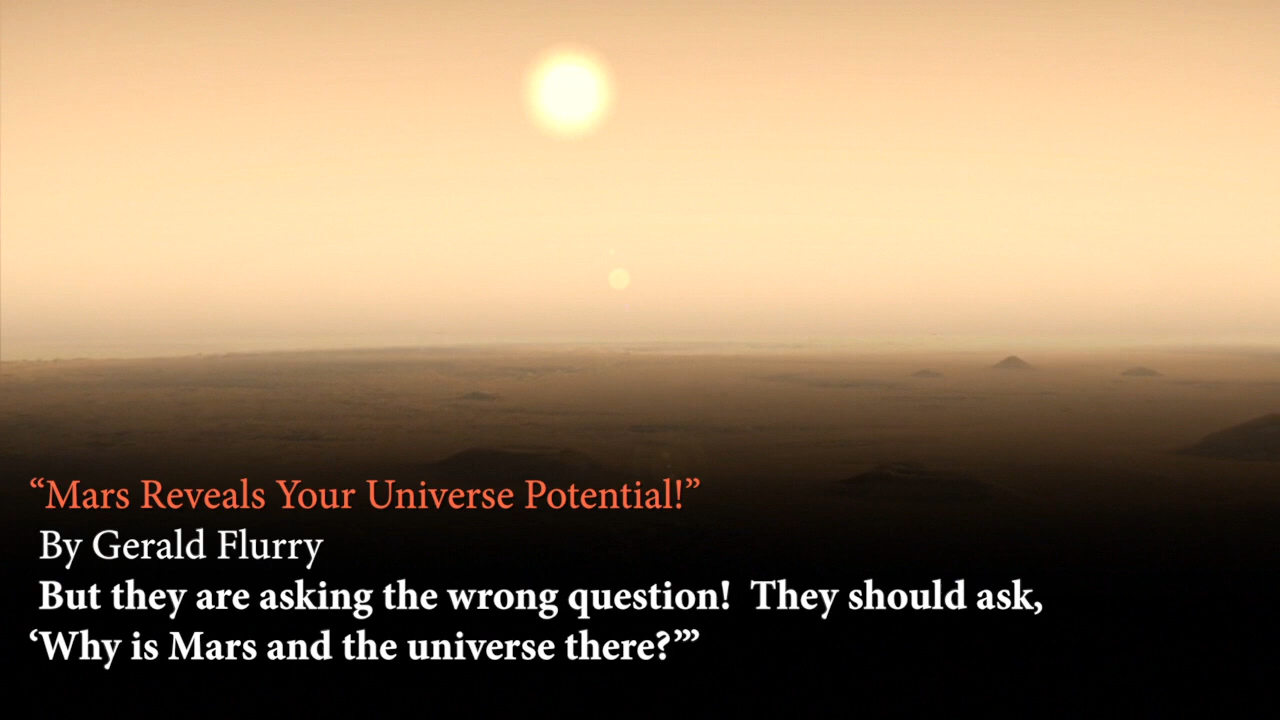 “Mars Reveals Your Universe Potential!”
By Gerald Flurry
But they are asking the wrong question!  They should ask,
‘Why is Mars and the universe there?’”